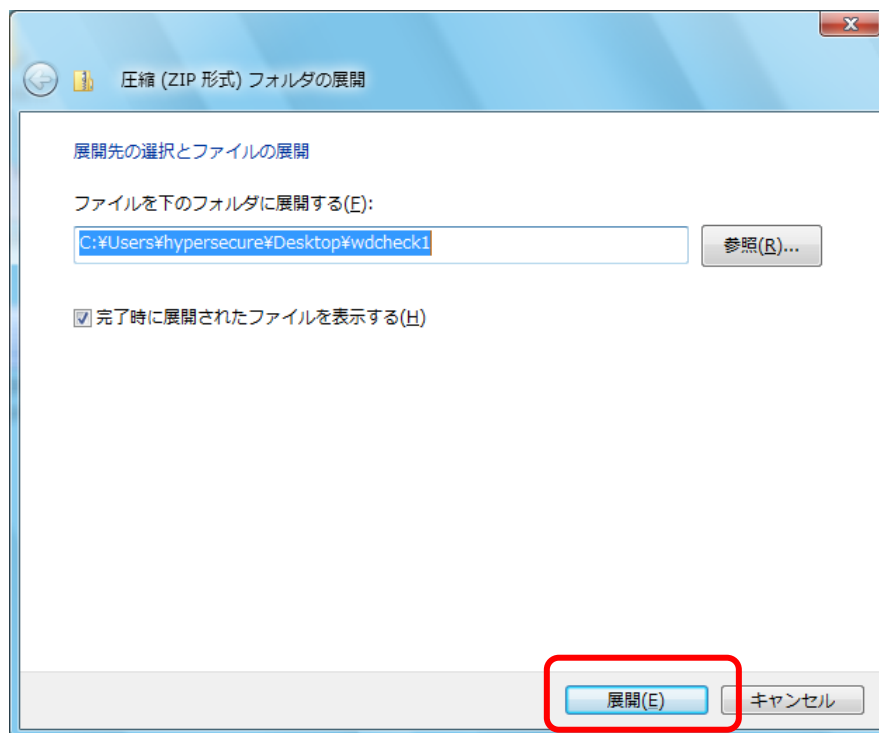 圧縮 (ZIP 形式) フォルダの展開
展開先の選択とファイルの展開
ファイルを下のフォルダに展開する(F):
C:¥Users¥hypersecure¥Desktop¥wdcheck1
参照(R)...
完了時に展開されたファイルを表示する(H)
展開(E)
キャンセル